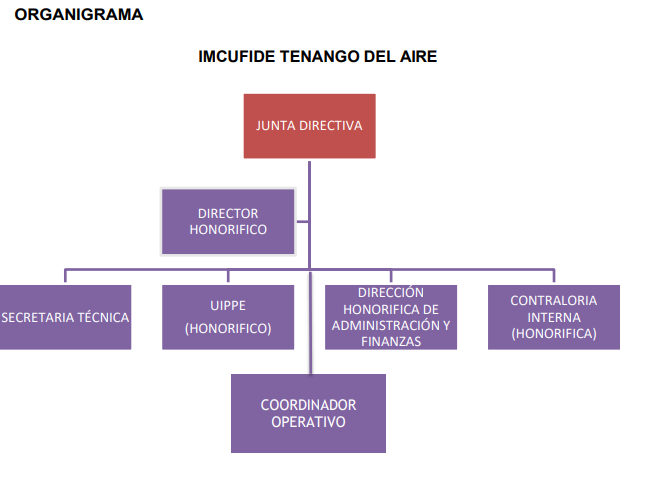 ORGANIGRAMA
IMCUFIDE TENANGO DEL AIRE
JUNTA DIRECTIVA
DIRECTOR
HONORIFICO
SECRETARIA TÉCNICA
UIPPE
(HONORIFICO)
DIRECCIÓN
HONORIFICA DE
ADMINISTRACIÓN Y
FINANZAS
CONTRALORIA
INTERNA
(HONORIFICA)
COORDINADOR
OPERATIVO